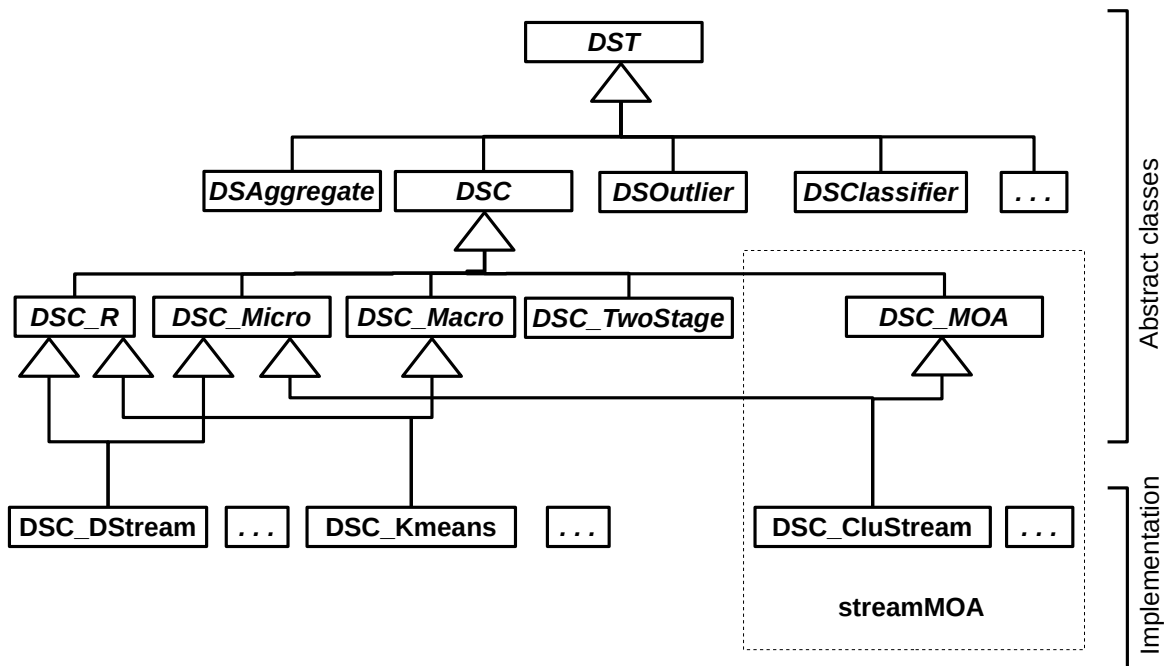 DST
DSAggregate DSC DSOutlier DSClassifier ...
DSC_R DSC_Micro DSC_Macro DSC_TwoStage DSC_MOA
DSC_DStream ... DSC_Kmeans ... DSC_CluStream ...
streamMOA
Abstract classes
Implementation